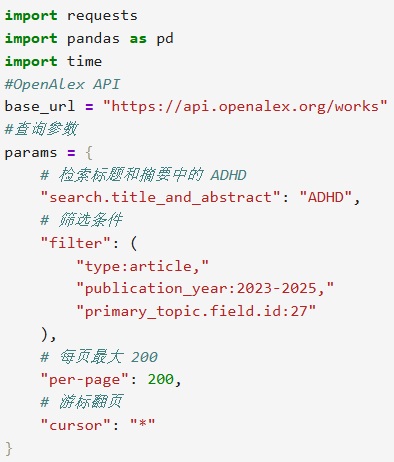 import requests
import pandas as pd
import time
#OpenAlex API
base_url = "https://api.openalex.org/works"
#查询参数
params = {
    # 检索标题和摘要中的 ADHD
    "search.title_and_abstract": "ADHD",
    # 筛选条件
    "filter": (
        "type:article,"
        "publication_year:2023-2025,"
        "primary_topic.field.id:27"
    ),
    # 每页最大 200
    "per-page": 200,
    # 游标翻页
    "cursor": "*"
}